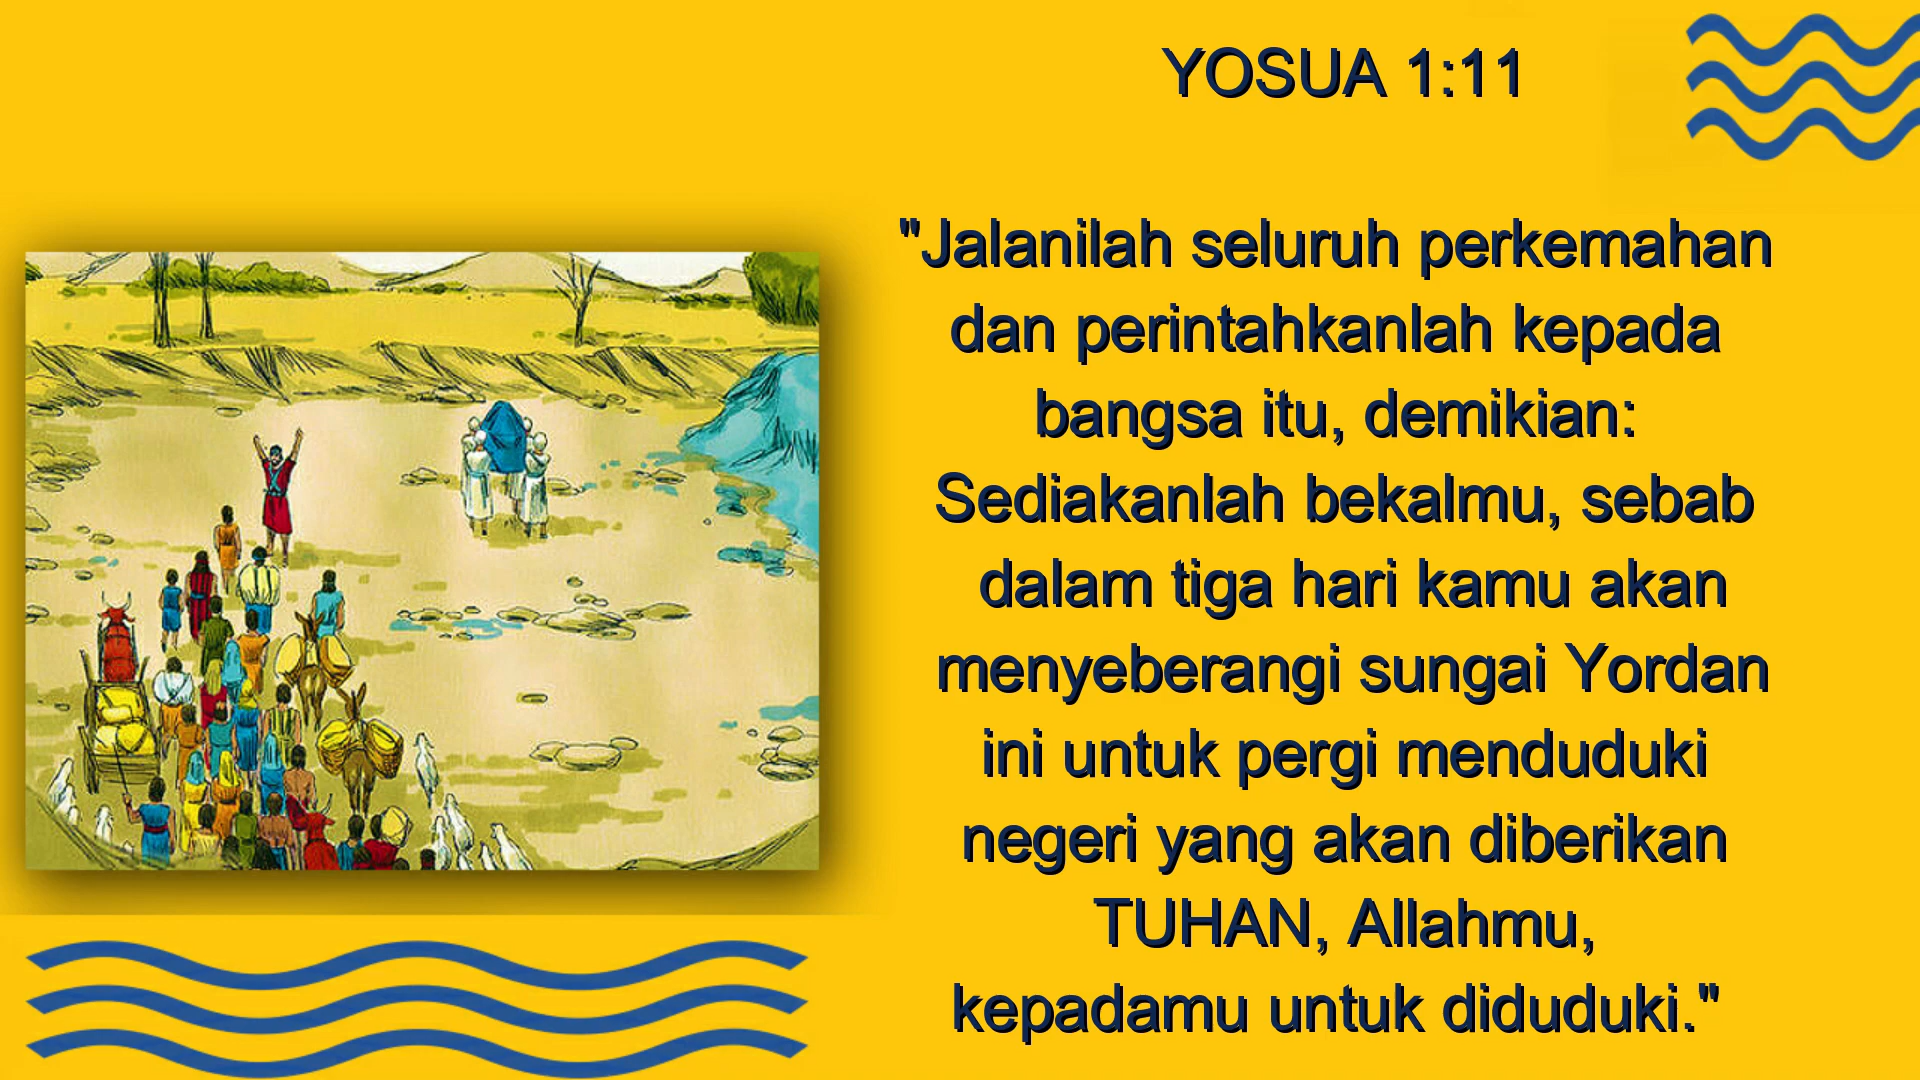 YOSUA 1:11
"Jalanilah seluruh perkemahan
dan perintahkanlah kepada
bangsa itu, demikian:
Sediakanlah bekalmu, sebab
dalam tiga hari kamu akan
menyeberangi sungai Yordan
ini untuk pergi menduduki
negeri yang akan diberikan
TUHAN, Allahmu,
kepadamu untuk diduduki."